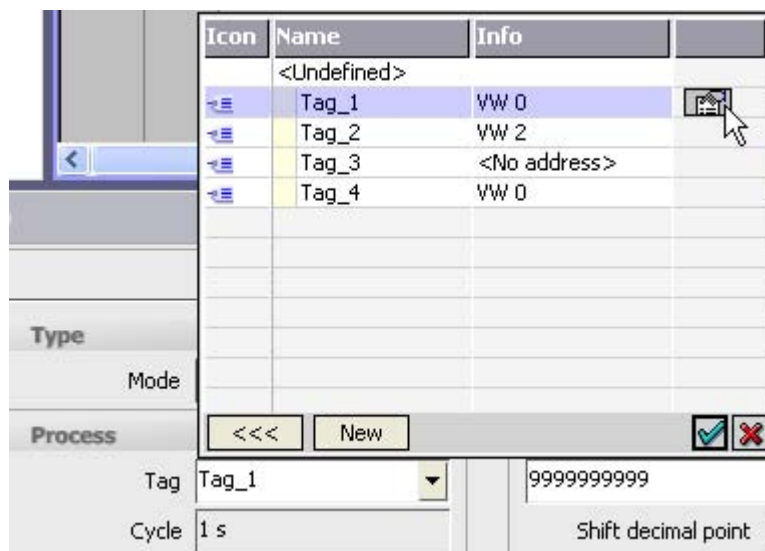 Icon Name Info
<Undefined>
Tag_1 VW 0
Tag_2 VW 2
Tag_3 <No address>
Tag_4 VW 0
Type
Mode
Process
<<< New
Tag Tag_1 9999999999
Cycle 1 s Shift decimal point